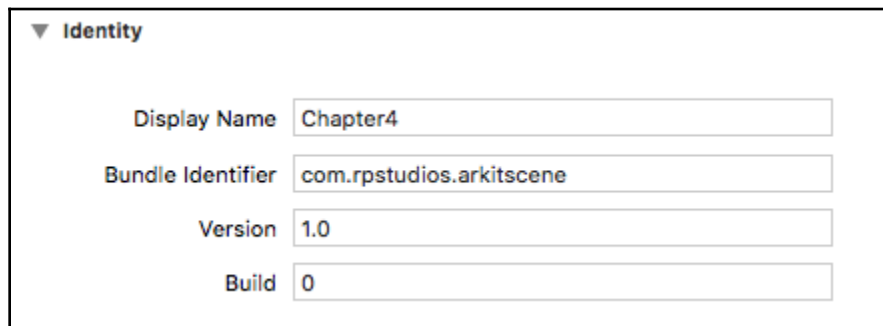 Identity
Display Name Chapter4
Bundle Identifier com.rpstudios.arkitscene
Version 1.0
Build 0